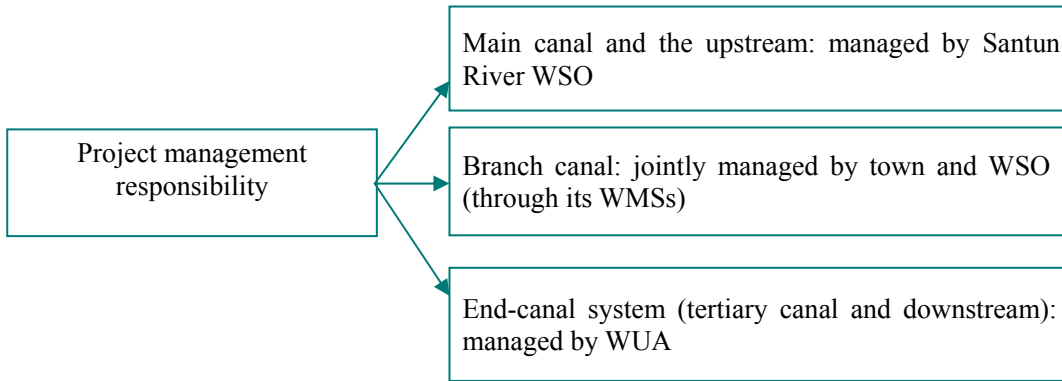 Project management
responsibility
Main canal and the upstream: managed by Santun
River WSO
Branch canal: jointly managed by town and WSO
(through its WMSs)
End-canal system (tertiary canal and downstream):
managed by WUA